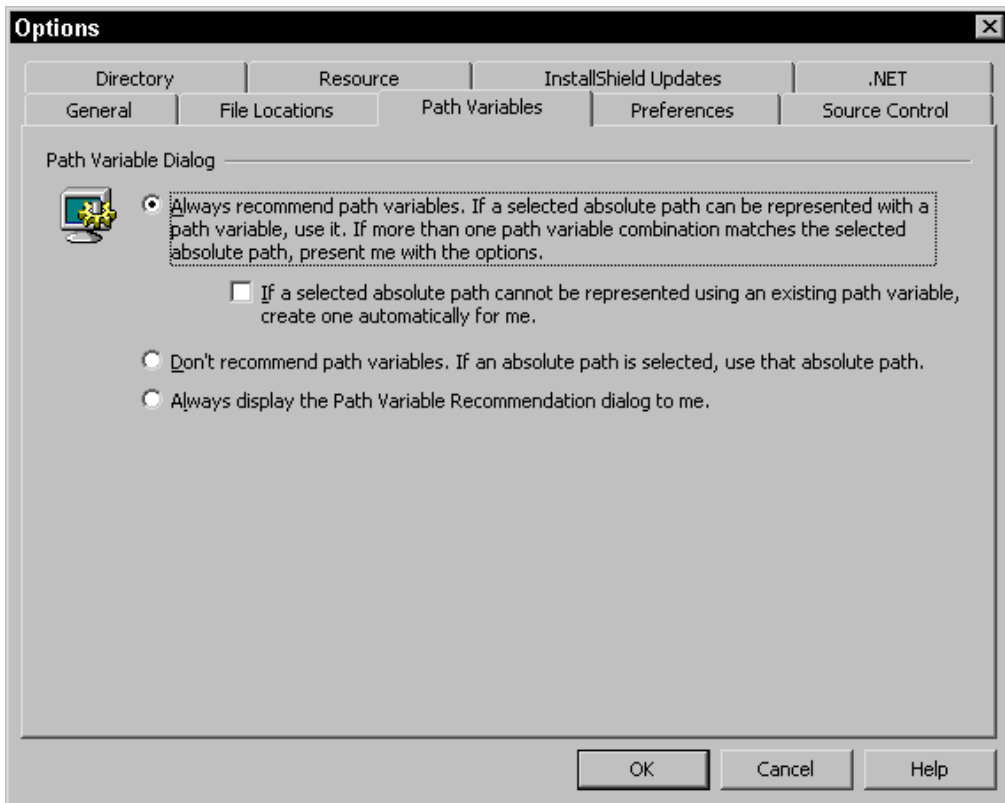 Options
Directory
Resource
InstallShield Updates
.NET
General
File Locations
Path Variables
Preferences
Source Control
Path Variable Dialog
Always recommend path variables. If a selected absolute path can be represented with a
path variable, use it. If more than one path variable combination matches the selected
absolute path, present me with the options.
If a selected absolute path cannot be represented using an existing path variable,
create one automatically for me.
Don't recommend path variables. If an absolute path is selected, use that absolute path.
Always display the Path Variable Recommendation dialog to me.
OK
Cancel
Help